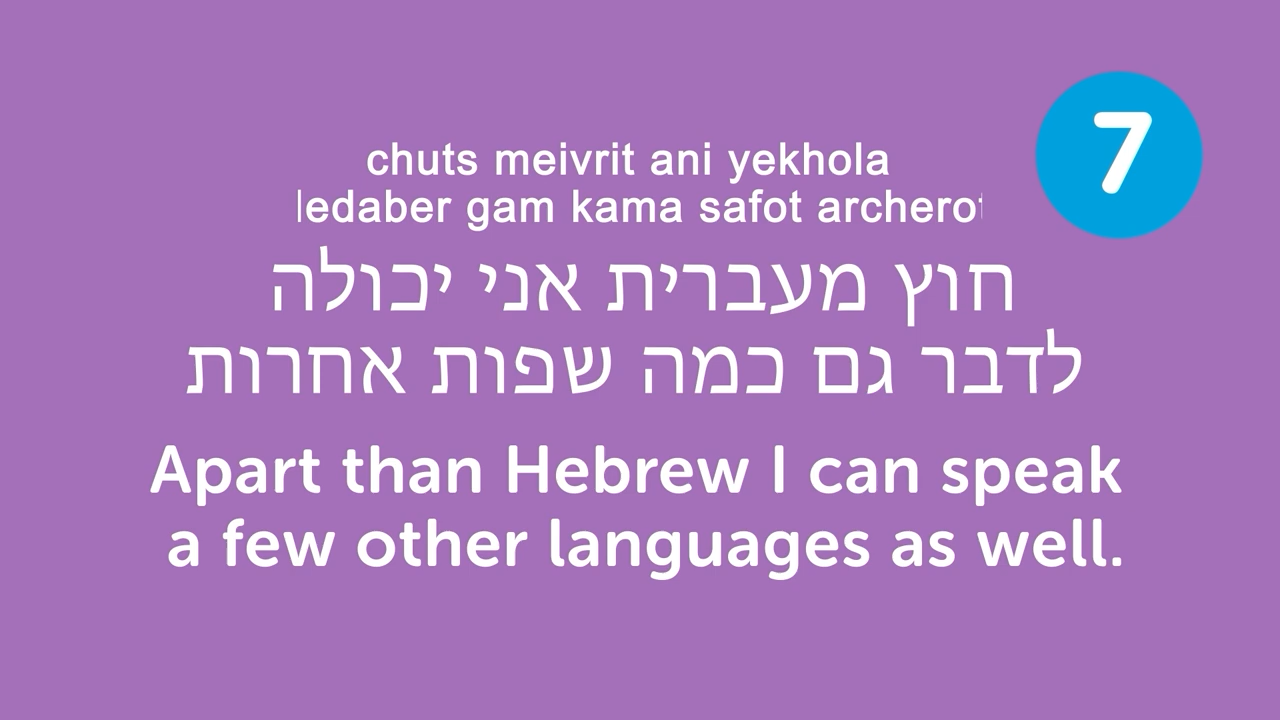 7
chuts meivrit ani yekhola
ledaber gam kama safot archerot
חוץ מעברית אני יכולה
לדבר גם כמה שפות אחרות
Apart than Hebrew I can speak
a few other languages as well.